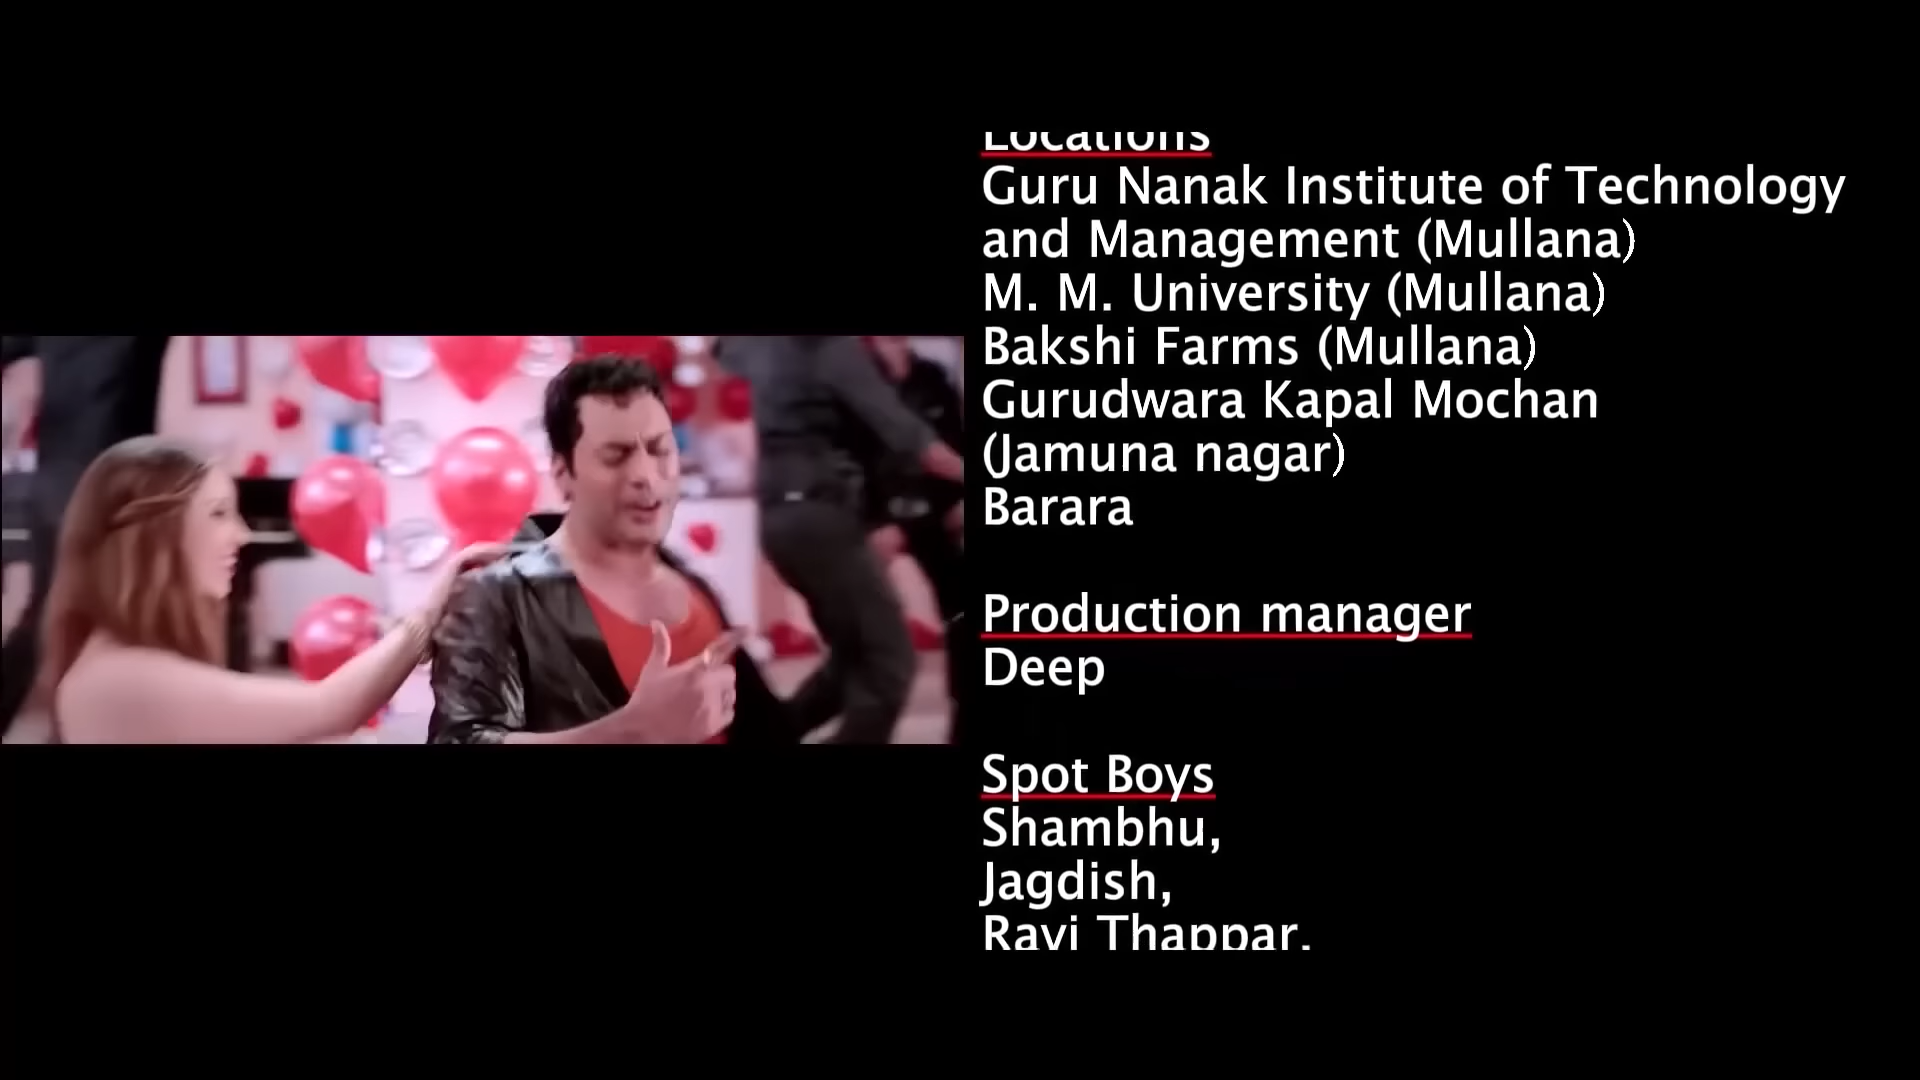 Locations
Guru Nanak Institute of Technology
and Management (Mullana)
M. M. University (Mullana)
Bakshi Farms (Mullana)
Gurudwara Kapal Mochan
(Jamuna nagar)
Barara
Production manager
Deep
Spot Boys
Shambhu,
Jagdish,
Ravi Thappar,